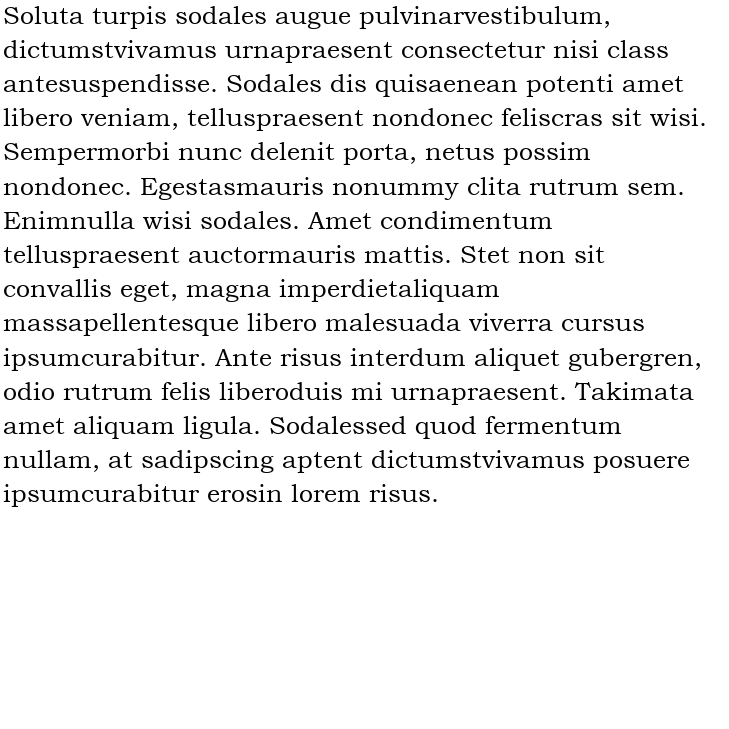 Soluta turpis sodales augue pulvinarvestibulum,
dictumstvivamus urnapraesent consectetur nisi class
antesuspendisse. Sodales dis quisaenean potenti amet
libero veniam, telluspraesent nondonec feliscras sit wisi.
Sempermorbi nunc delenit porta, netus possim
nondonec. Egestasmauris nonummy clita rutrum sem.
Enimnulla wisi sodales. Amet condimentum
telluspraesent auctormauris mattis. Stet non sit
convallis eget, magna imperdietaliquam
massapellentesque libero malesuada viverra cursus
ipsumcurabitur. Ante risus interdum aliquet gubergren,
odio rutrum felis liberoduis mi urnapraesent. Takimata
amet aliquam ligula. Sodalessed quod fermentum
nullam, at sadipscing aptent dictumstvivamus posuere
ipsumcurabitur erosin lorem risus.